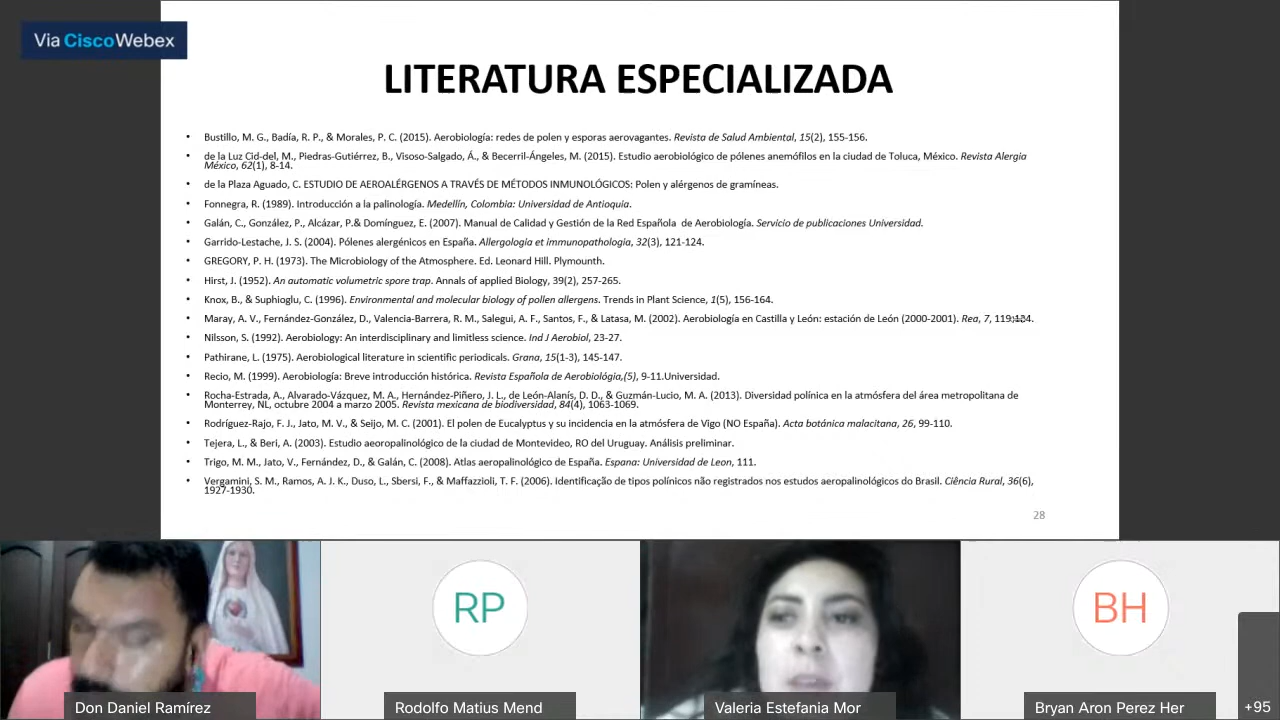 Via Cisco Webex
LITERATURA ESPECIALIZADA
• Bustillo, M. G., Badía, R. P., & Morales, P. C. (2015). Aerobiología: redes de polen y esporas aerovagantes. Revista de Salud Ambiental, 15(2), 155-156.
• de la Luz Cid-del, M., Piedras-Gutiérrez, B., Visoso-Salgado, Á., & Becerril-Ángeles, M. (2015). Estudio aerobiológico de pólenes anemófilos en la ciudad de Toluca, México. Revista Alergia
México, 62(1), 8-14.
• de la Plaza Aguado, C. ESTUDIO DE AEROALÉRGENOS A TRAVÉS DE MÉTODOS INMUNOLÓGICOS: Polen y alérgenos de gramíneas.
• Fonnegra, R. (1989). Introducción a la palinología. Medellín, Colombia: Universidad de Antioquia.
• Galán, C., González, P., Alcázar, P.& Domínguez, E. (2007). Manual de Calidad y Gestión de la Red Española de Aerobiología. Servicio de publicaciones Universidad.
• Garrido-Lestache, J. S. (2004). Pólenes alergénicos en España. Allergologia et immunopathologia, 32(3), 121-124.
• GREGORY, P. H. (1973). The Microbiology of the Atmosphere. Ed. Leonard Hill. Plymounth.
• Hirst, J. (1952). An automatic volumetric spore trap. Annals of applied Biology, 39(2), 257-265.
• Knox, B., & Suphioglu, C. (1996). Environmental and molecular biology of pollen allergens. Trends in Plant Science, 1(5), 156-164.
• Maray, A. V., Fernández-González, D., Valencia-Barrera, R. M., Salegui, A. F., Santos, F., & Latasa, M. (2002). Aerobiología en Castilla y León: estación de León (2000-2001). Rea, 7,
• Nilsson, S. (1992). Aerobiology: An interdisciplinary and limitless science. Ind J Aerobiol, 23-27.
• Pathirane, L. (1975). Aerobiological literature in scientific periodicals. Grana, 15(1-3), 145-147.
• Recio, M. (1999). Aerobiología: Breve introducción histórica. Revista Española de Aerobiológia,(5), 9-11.Universidad.
• Rocha-Estrada, A., Alvarado-Vázquez, M. A., Hernández-Piñero, J. L., de León-Alanís, D. D., & Guzmán-Lucio, M. A. (2013). Diversidad polínica en la atmósfera del área metropolitana de
Monterrey, NL, octubre 2004 a marzo 2005. Revista mexicana de biodiversidad, 84(4), 1063-1069.
• Rodríguez-Rajo, F. J., Jato, M. V., & Seijo, M. C. (2001). El polen de Eucalyptus y su incidencia en la atmósfera de Vigo (NO España). Acta botánica malacitana, 26, 99-110.
• Tejera, L., & Beri, A. (2003). Estudio aeoropalinológico de la ciudad de Montevideo, RO del Uruguay. Análisis preliminar.
• Trigo, M. M., Jato, V., Fernández, D., & Galán, C. (2008). Atlas aeropalinológico de España. Espana: Universidad de Leon, 111.
• Vergamini, S. M., Ramos, A. J. K., Duso, L., Sbersi, F., & Maffazzioli, T. F. (2006). Identificação de tipos polínicos não registrados nos estudos aeropalinológicos do Brasil. Ciência Rural, 36(6),
1927-1930.
28
RP
BH
Don Daniel Ramírez
Rodolfo Matius Mend
Valeria Estefania Mor
Bryan Aron Perez Her
+95